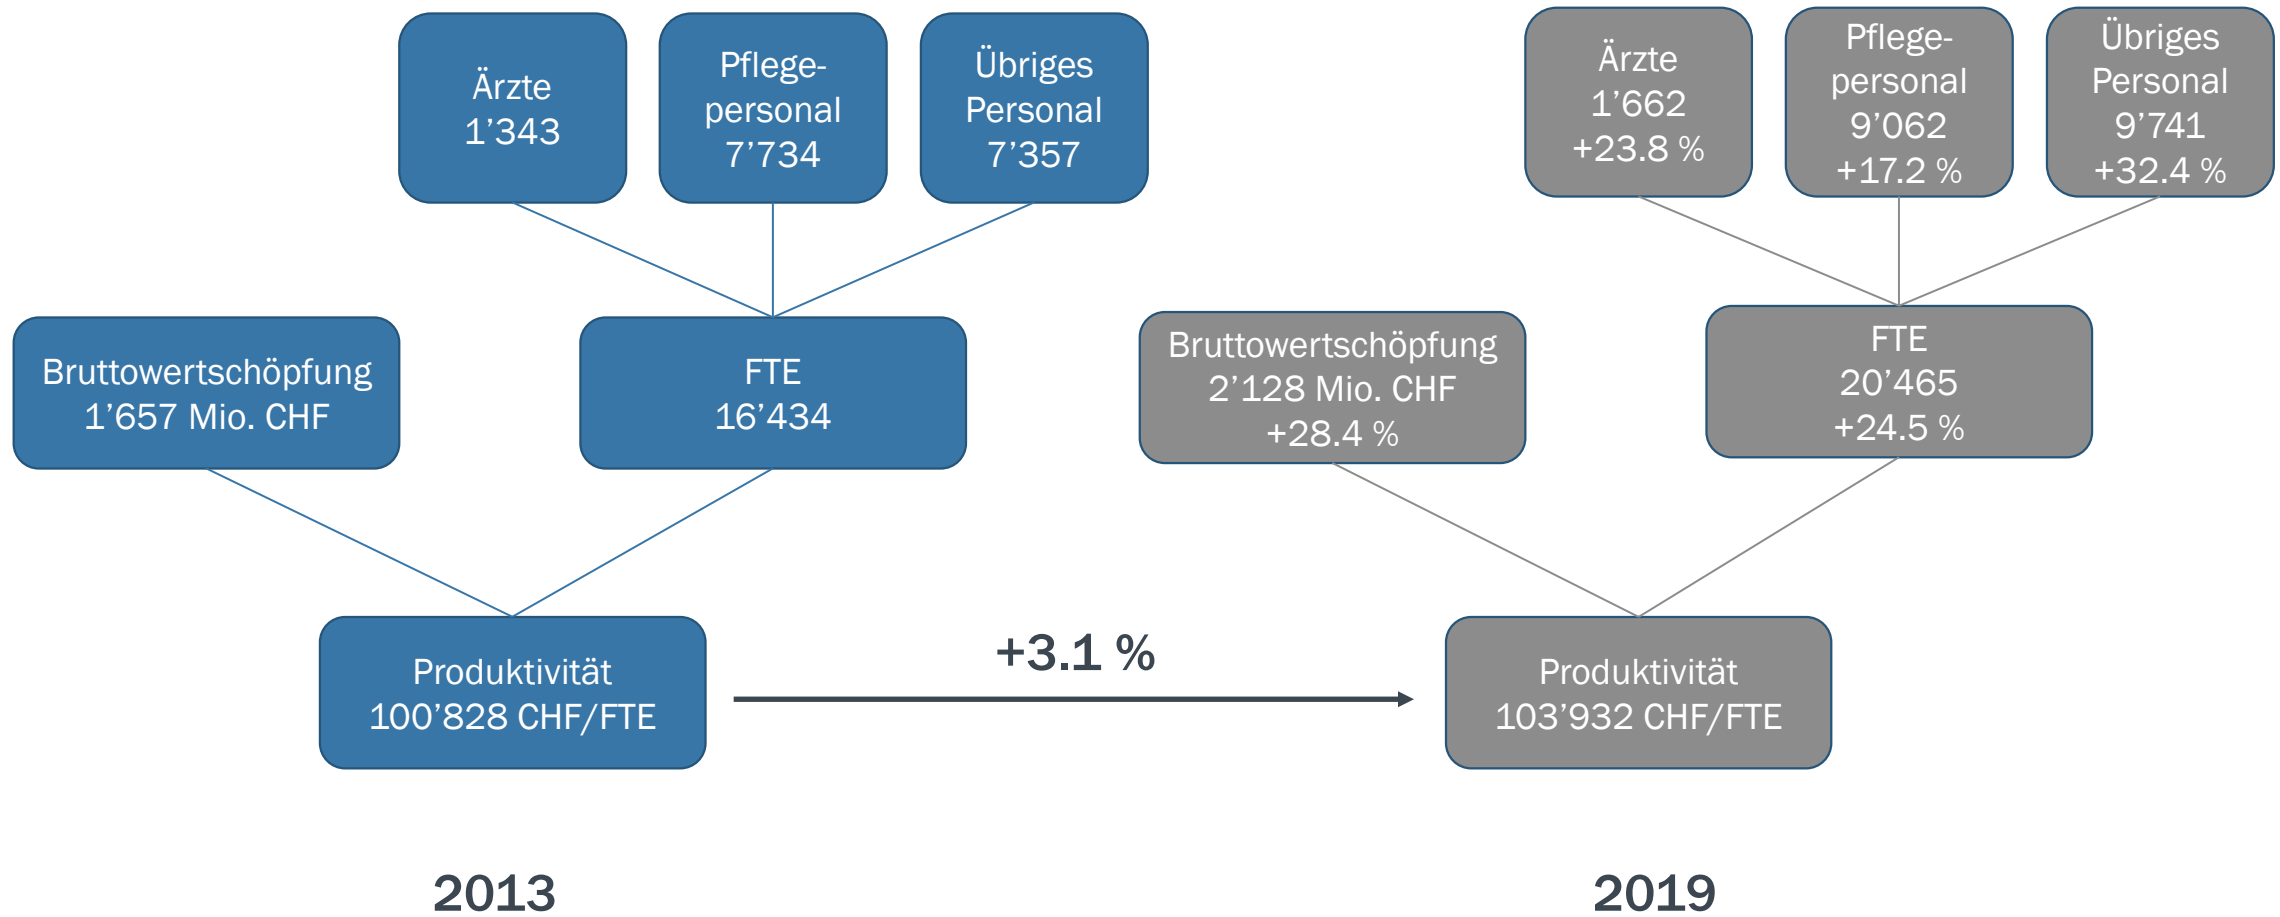 Ärzte
1’343
Pflege-
personal
7’734
Übriges
Personal
7’357
Bruttowertschöpfung
1’657 Mio. CHF
FTE
16’434
Produktivität
100’828 CHF/FTE
2013
+3.1 %
Ärzte
1’662
+23.8 %
Pflege-
personal
9’062
+17.2 %
Übriges
Personal
9’741
+32.4 %
Bruttowertschöpfung
2’128 Mio. CHF
+28.4 %
FTE
20’465
+24.5 %
Produktivität
103’932 CHF/FTE
2019